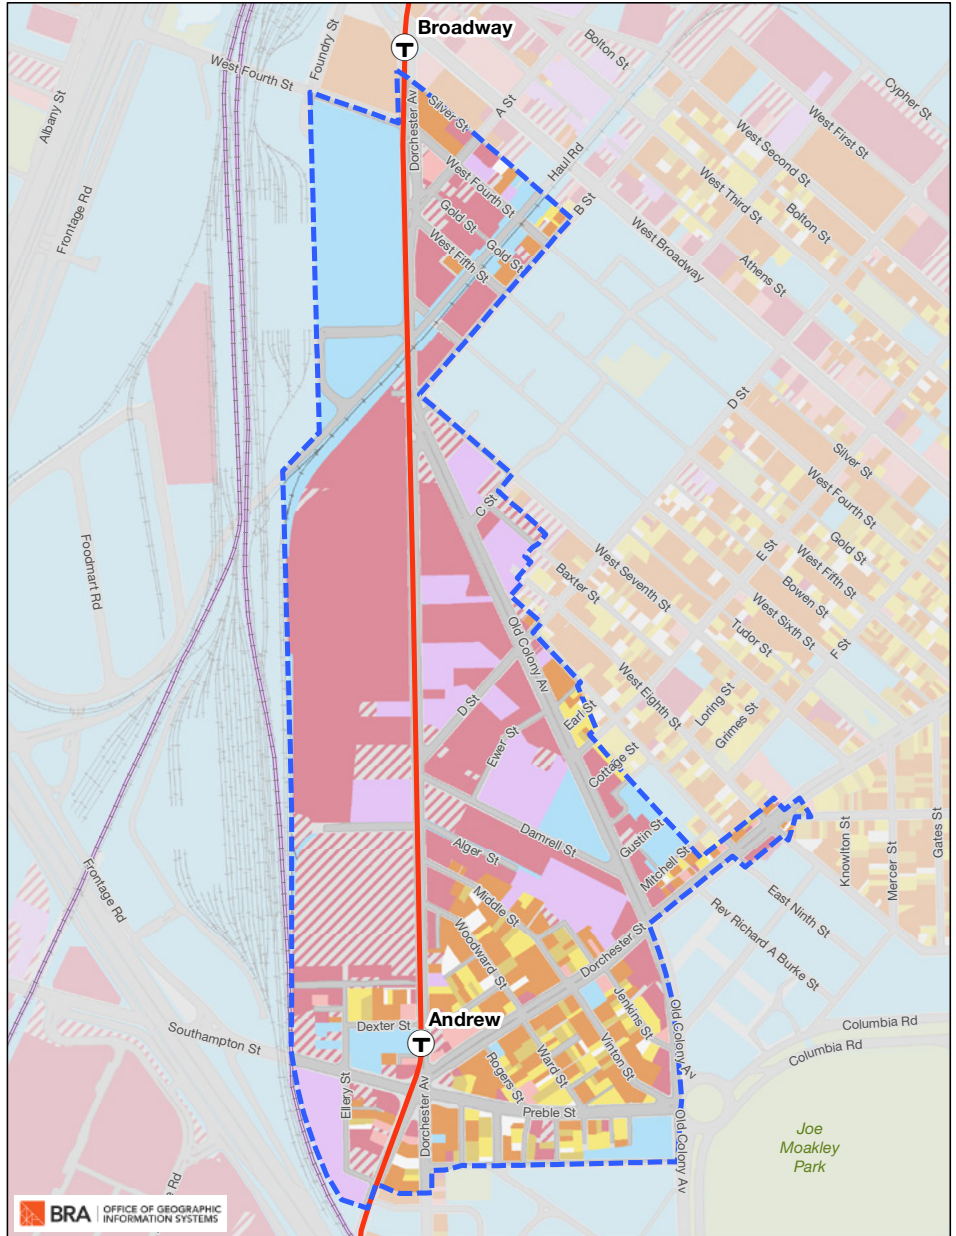 Broadway
Foundry St
West Fourth St
Albany St
Frontage Rd
Dorchester Av
Silver St
A St
Bolton St
Cypher St
West First St
West Second St
Haul Rd
West Third St
Bolton St
B St
West Broadway
Athens St
West Fourth St
Gold St
Gold St
West Fifth St
D St
Silver St
West Fourth St
Gold St
West Fifth St
E St
Bowen St
West Sixth St
F St
Tudor St
C St
West Seventh St
Baxter St
Foodmart Rd
Old Colony Av
West Eighth St
Loring St
Grimes St
D St
Earl St
Ewer St
Cottage St
Damrell St
Gustin St
Mitchell St
Alger St
Knowlton St
Mercer St
Gates St
Frontage Rd
Middle St
Woodward St
Dorchester St
East Ninth St
Rev Richard A Burke St
Jenkins St
Old Colony Av
Columbia Rd
Columbia Rd
Southampton St
Dexter St
Andrew
T
T
Vinton St
Ward St
Rogers St
Ellery St
Dorchester Av
Preble St
Old Colony Av
Joe
Moakley
Park
Rd
BRA
OFFICE OF GEOGRAPHIC
INFORMATION SYSTEMS